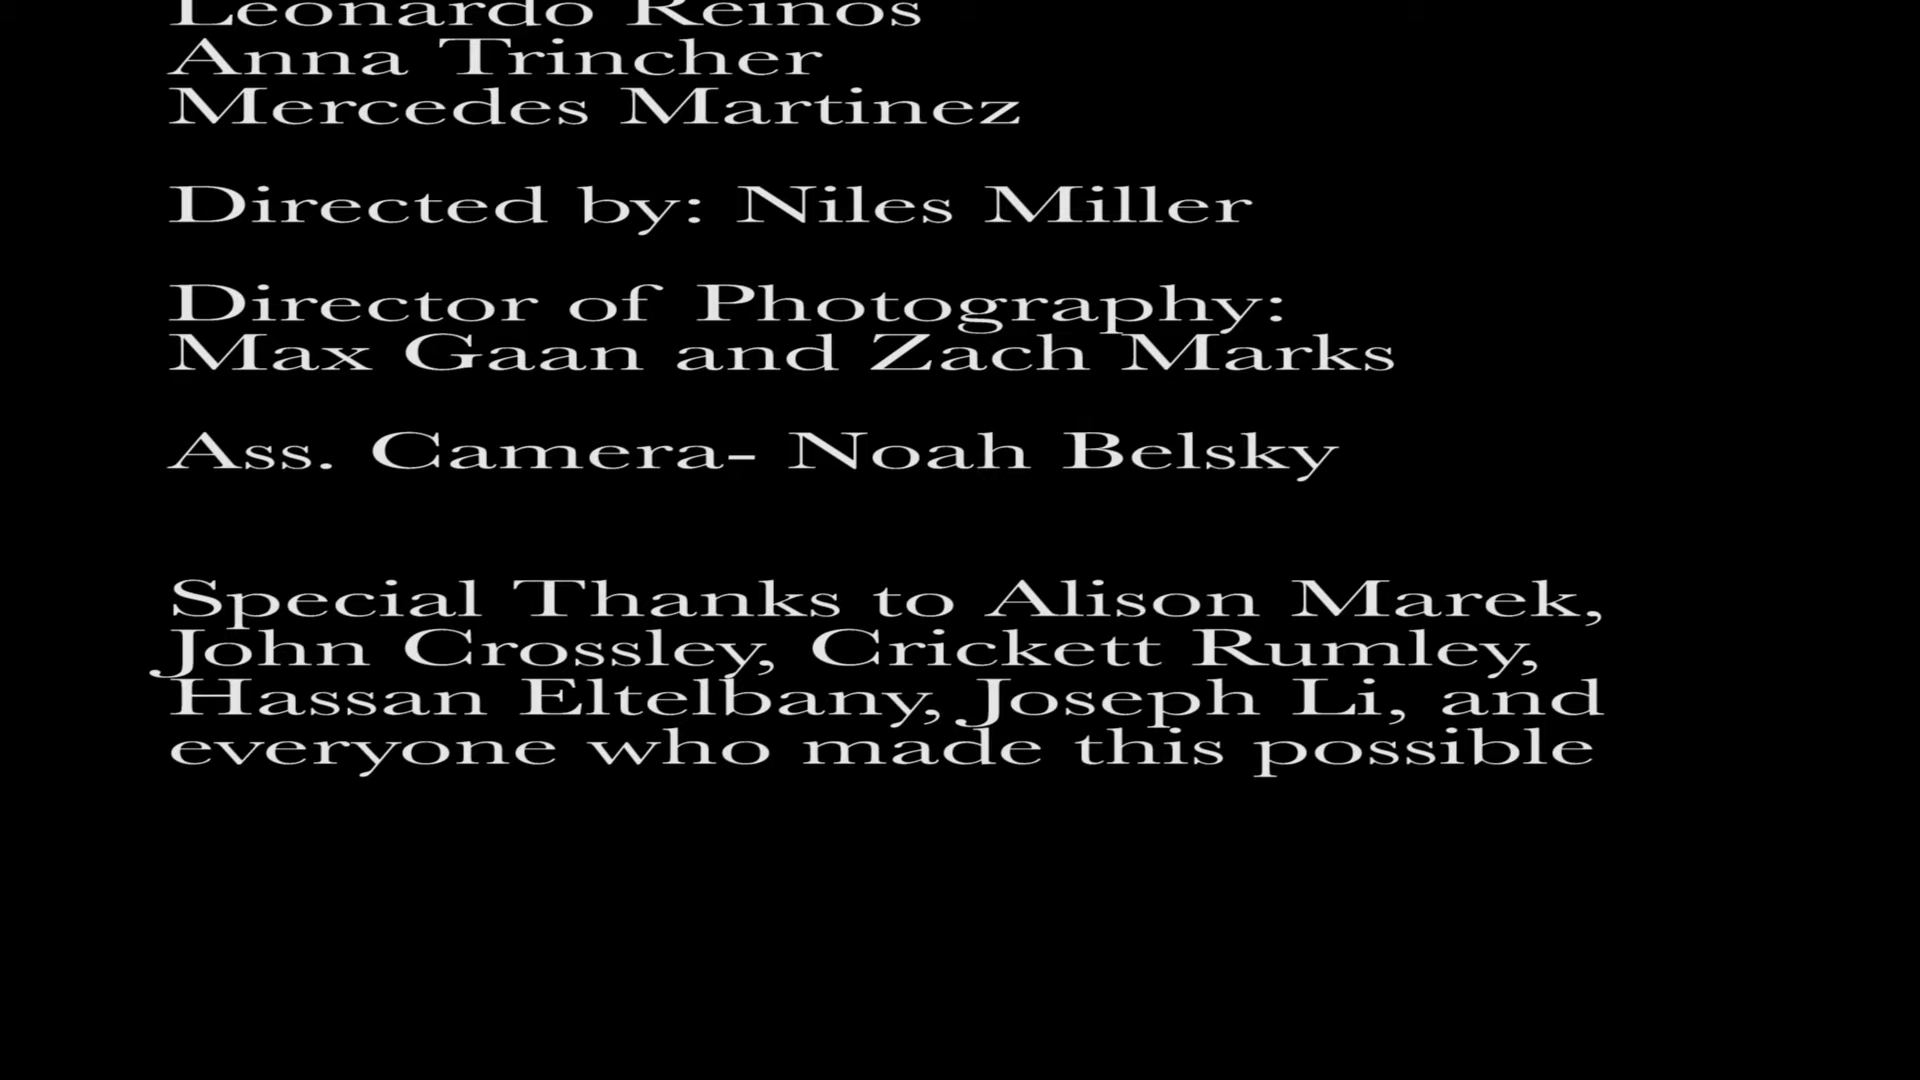 Leonardo Reinos
Anna Trincher
Mercedes Martinez
Directed by: Niles Miller
Director of Photography:
Max Gaan and Zach Marks
Ass. Camera- Noah Belsky
Special Thanks to Alison Marek,
John Crossley, Crickett Rumley,
Hassan Eltelbany, Joseph Li, and
everyone who made this possible